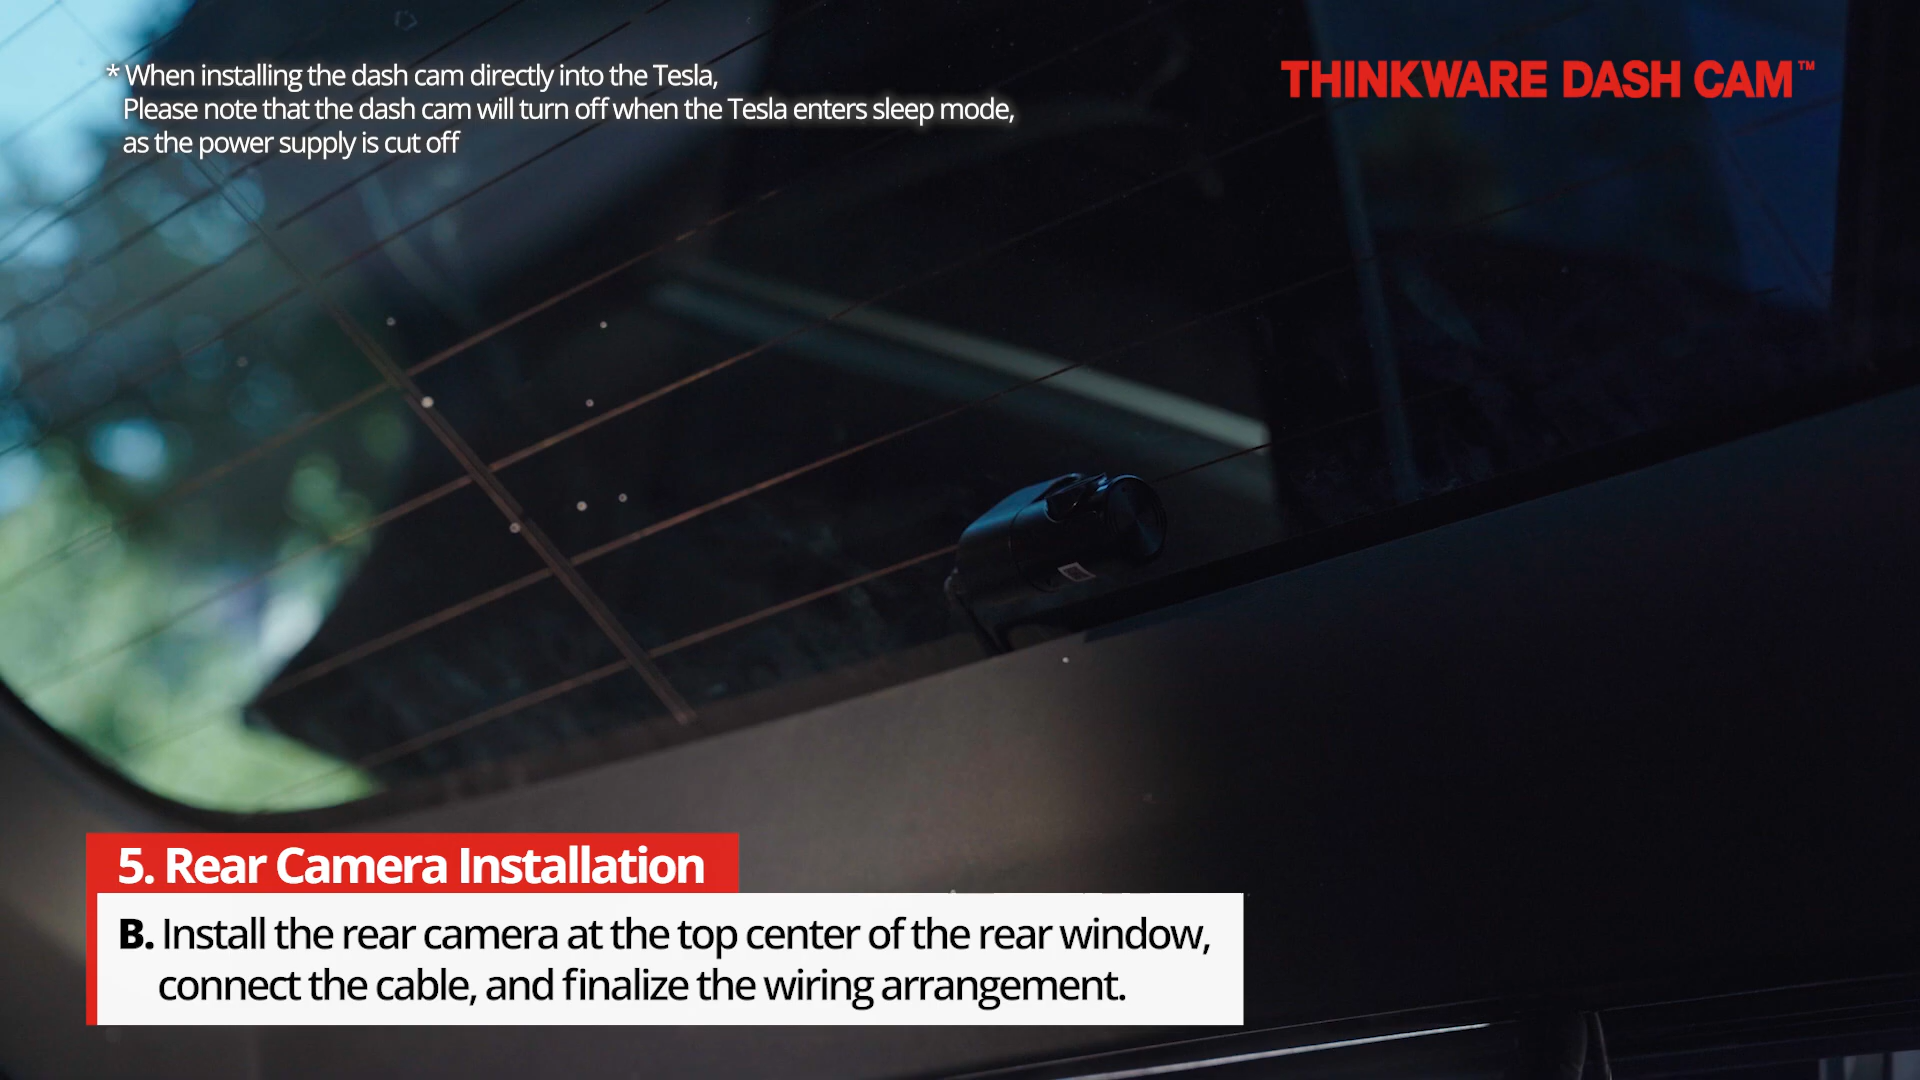 * When installing the dash cam directly into the Tesla,
Please note that the dash cam will turn off when the Tesla enters sleep mode,
as the power supply is cut off
THINKWARE DASH CAM™
5. Rear Camera Installation
B. Install the rear camera at the top center of the rear window,
connect the cable, and finalize the wiring arrangement.